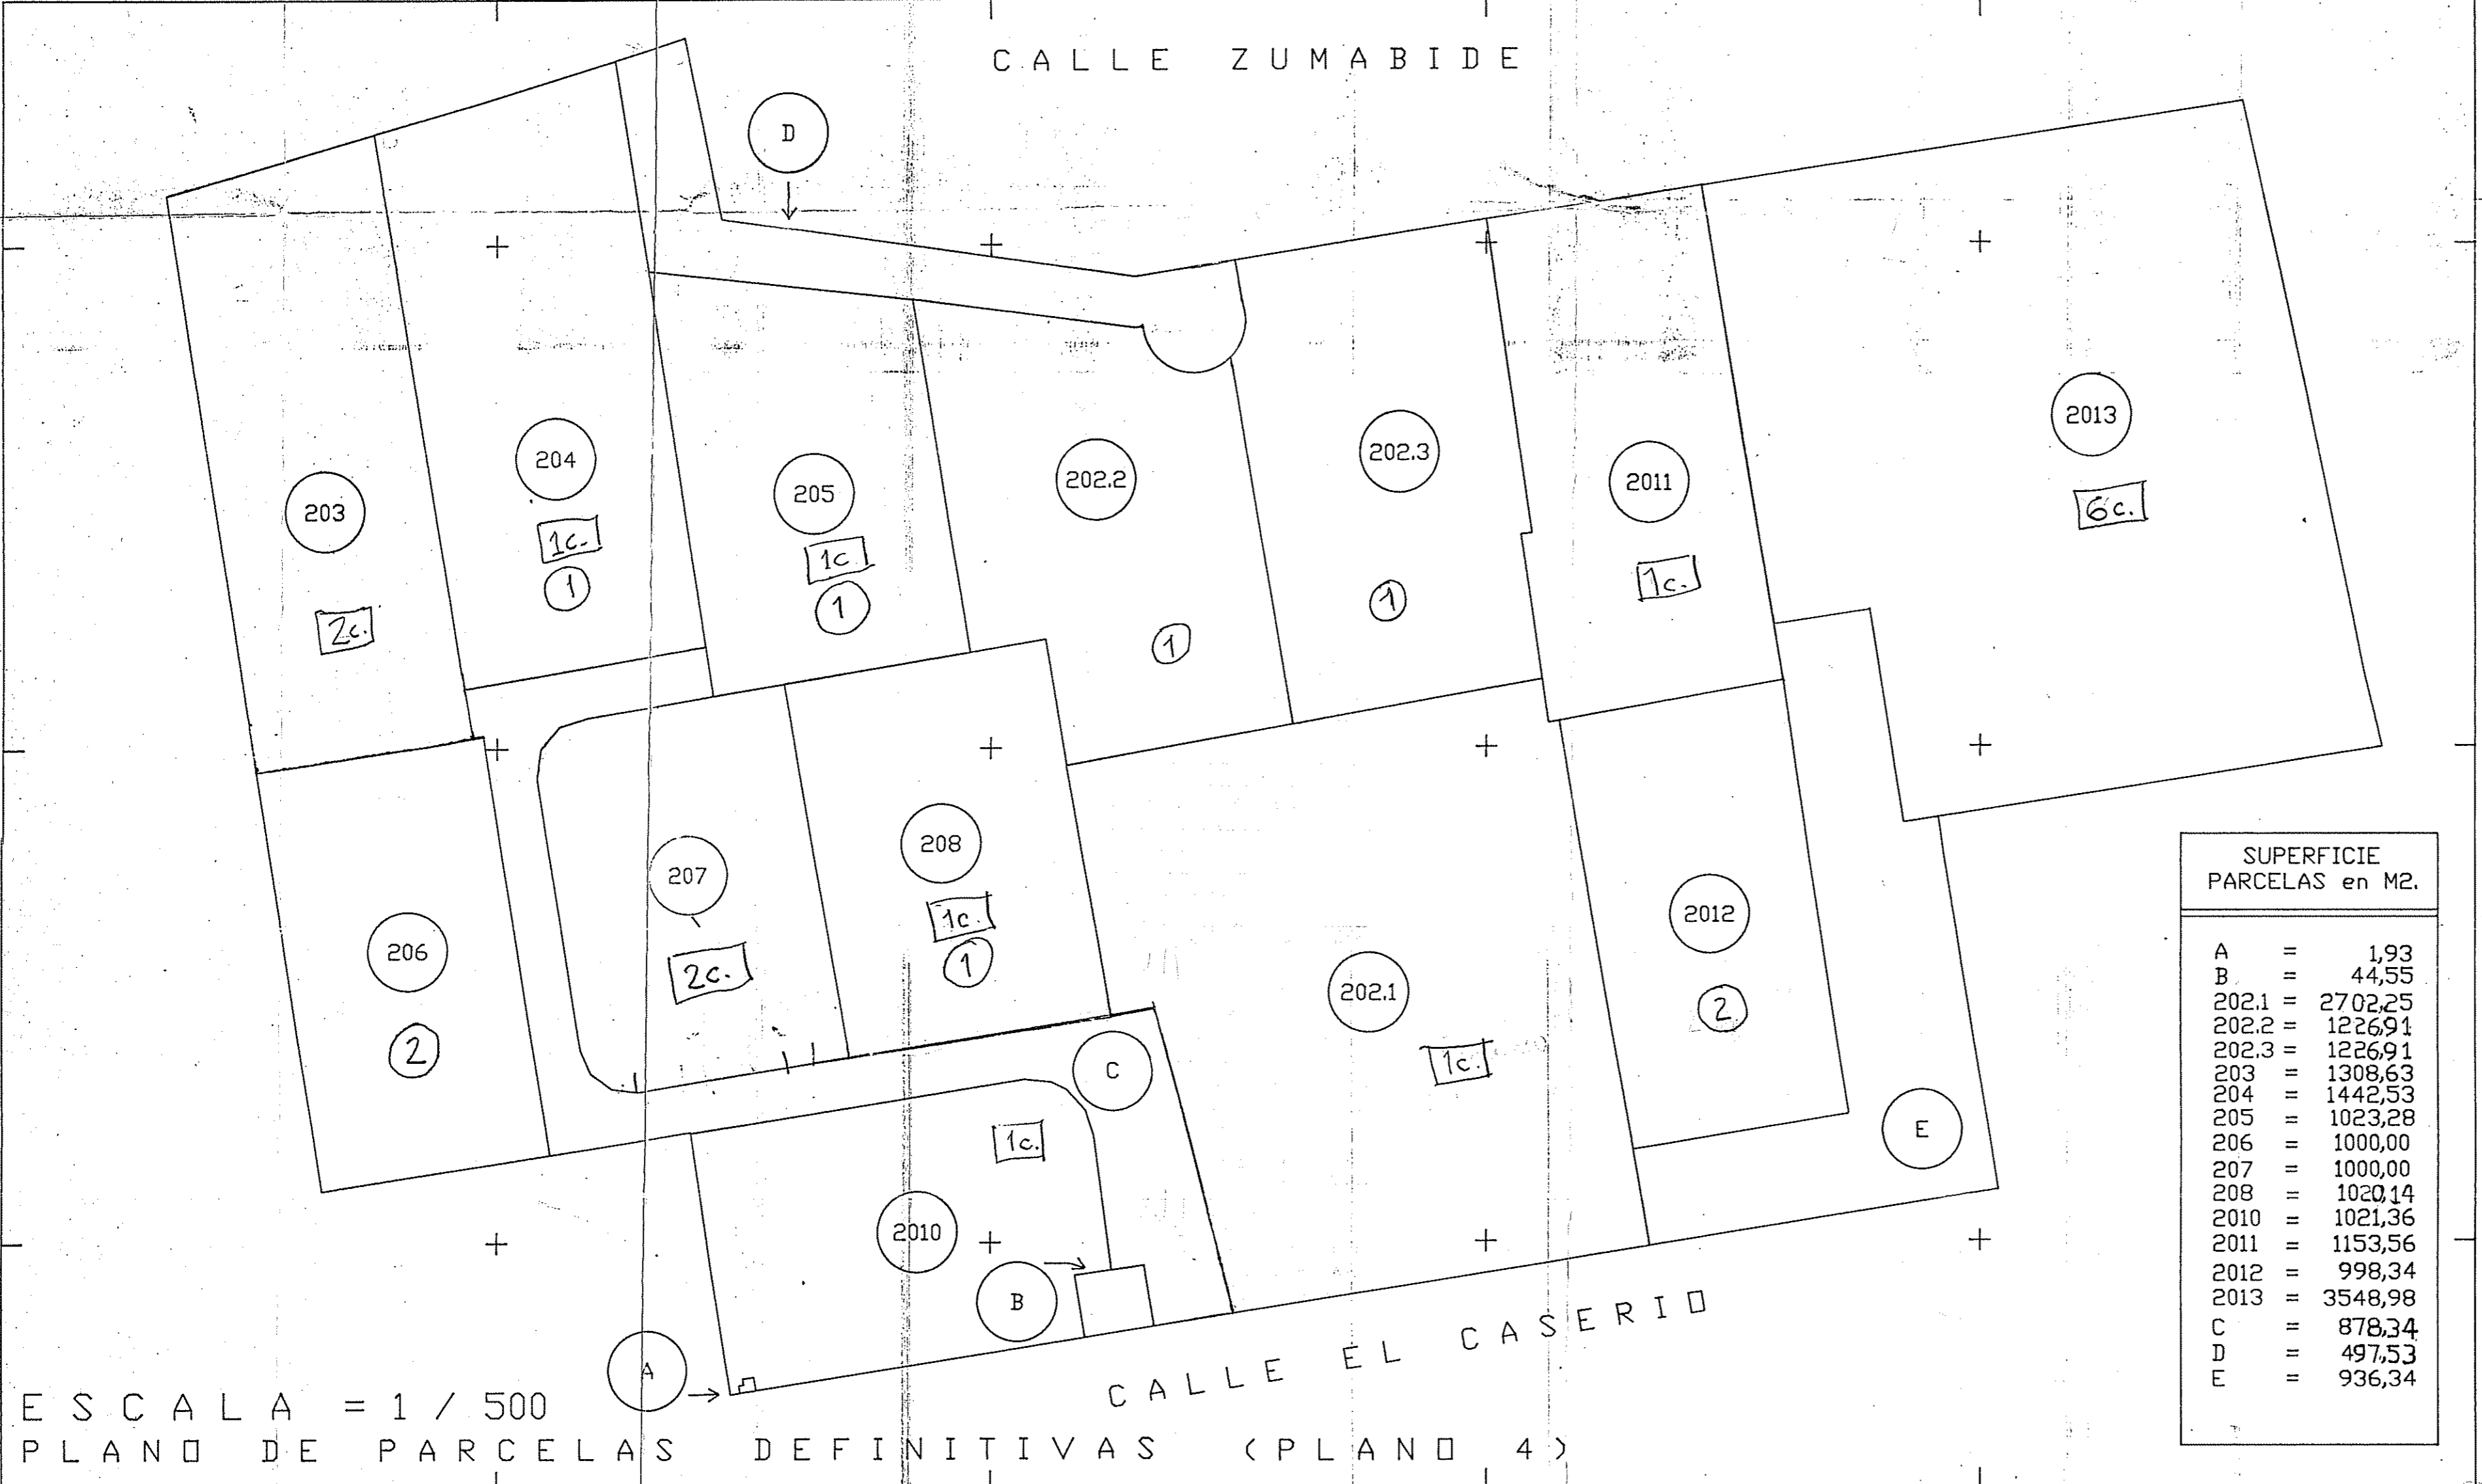 CALLE ZUMABIDE
D
203
2c.
204
1c.
1
205
1c.
1
202.2
1
202.3
1
2011
1c.
2013
6c.
206
2
207
2c.
208
1c.
1
202.1
1c.
2012
2
C
E
2010
1c.
B
A
CALLE EL CASERIO
SUPERFICIE
PARCELAS en M2.
A = 1,93
B = 44,55
202.1 = 2702,25
202.2 = 1226,91
202.3 = 1226,91
203 = 1308,63
204 = 1442,53
205 = 1023,28
206 = 1000,00
207 = 1000,00
208 = 1020,14
2010 = 1021,36
2011 = 1153,56
2012 = 998,34
2013 = 3548,98
C = 878,34
D = 497,53
E = 936,34
ESCALA = 1 / 500
PLANO DE PARCELAS DEFINITIVAS (PLANO 4)